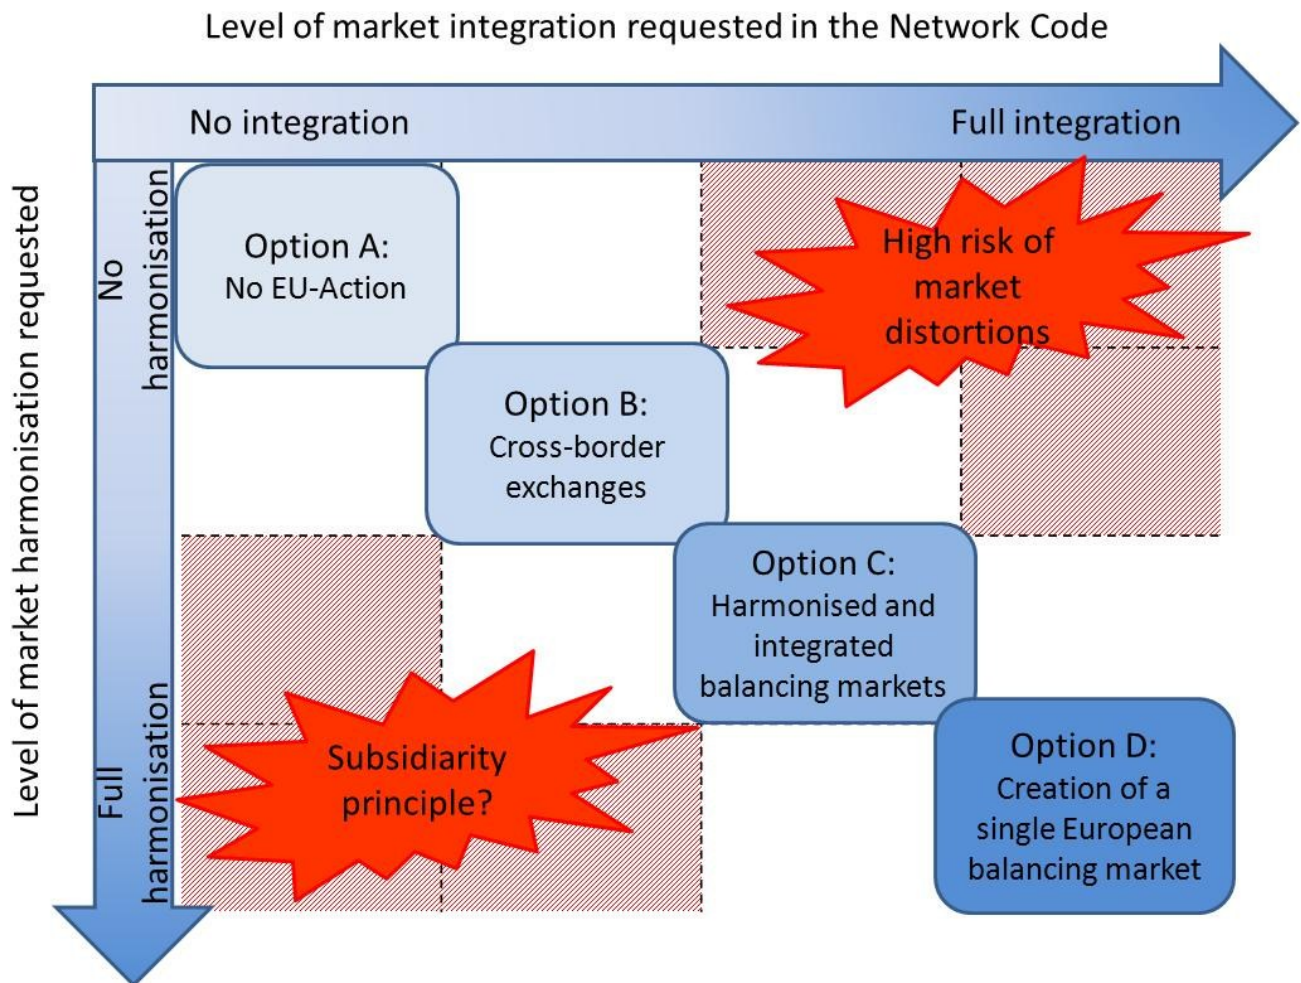 Level of market integration requested in the Network Code
No integration
Full integration
Level of market harmonisation requested
No
harmonisation
Full
harmonisation
Option A:
No EU-Action
High risk of
market
distortions
Option B:
Cross-border
exchanges
Option C:
Harmonised and
integrated
balancing markets
Subsidiarity
principle?
Option D:
Creation of a
single European
balancing market